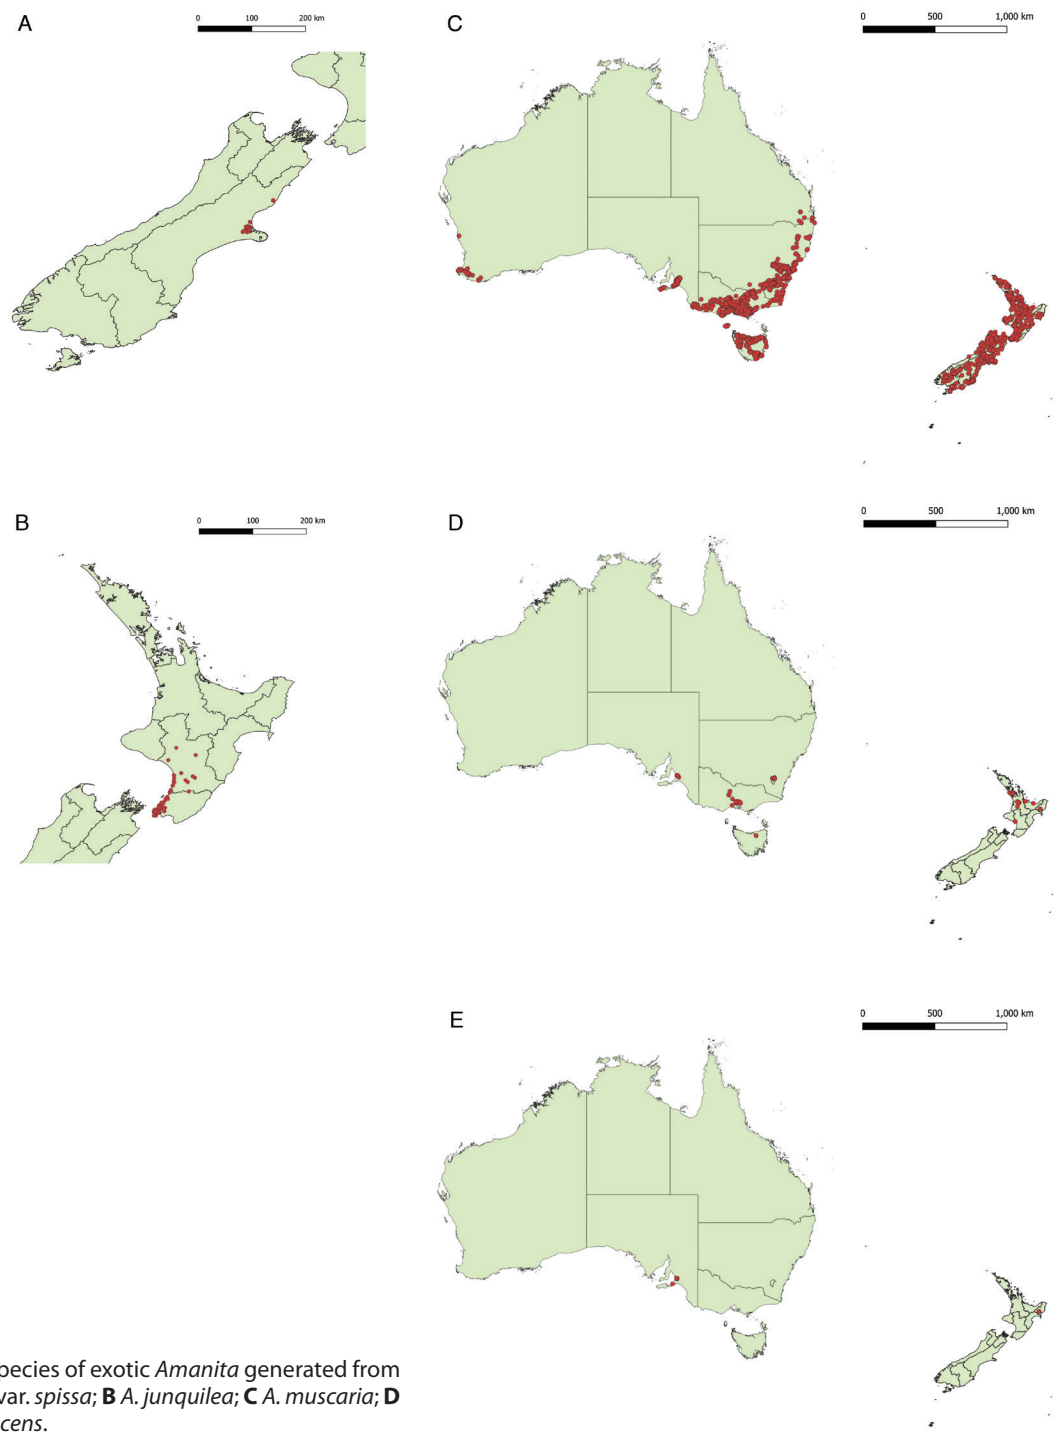 A
0 100 200 km
C
0 500 1,000 km
B
0 100 200 km
D
0 500 1,000 km
E
0 500 1,000 km
pecies of exotic Amanita generated from
var. spissa; B A. junquilea; C A. muscaria; D
cens.